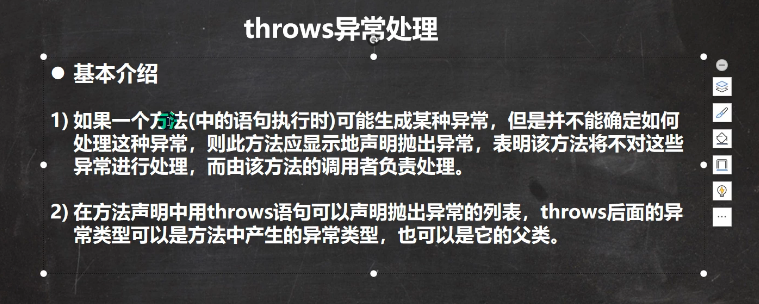 throws异常处理
● 基本介绍
1) 如果一个方法(中的语句执行时)可能生成某种异常，但是并不能确定如何
处理这种异常，则此方法应显示地声明抛出异常，表明该方法将不对这些
异常进行处理，而由该方法的调用者负责处理。
2) 在方法声明中用throws语句可以声明抛出异常的列表，throws后面的异
常类型可以是方法中产生的异常类型，也可以是它的父类。